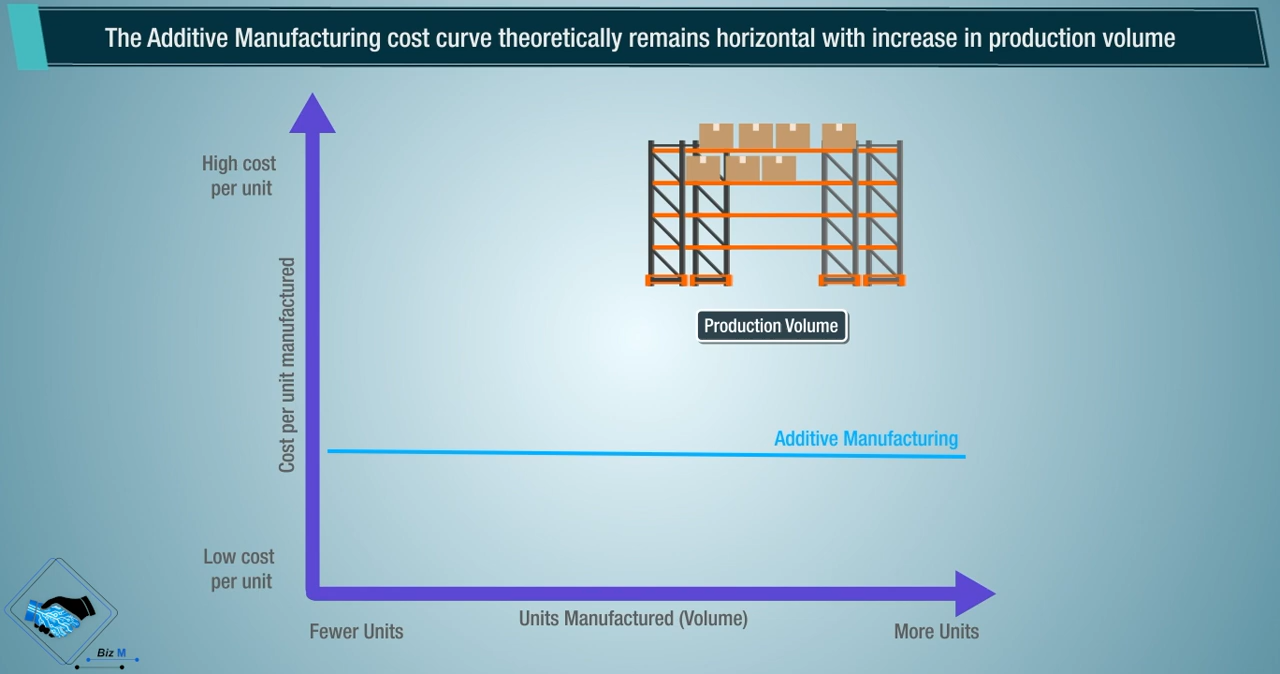 The Additive Manufacturing cost curve theoretically remains horizontal with increase in production volume
High cost
per unit
Cost per unit manufactured
Production Volume
Additive Manufacturing
Low cost
per unit
Units Manufactured (Volume)
Fewer Units
More Units
Biz M